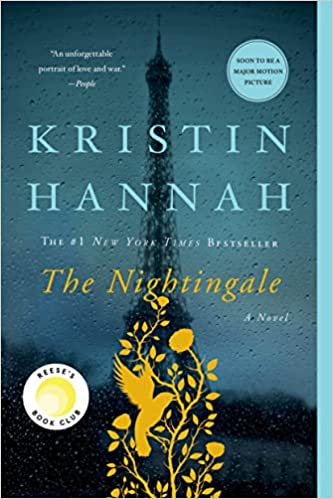 "An unforgettable
portrait of love and war."
—People
SOON TO BE A
MAJOR MOTION
PICTURE
KRISTIN
HANNAH
THE #1 NEW YORK TIMES BESTSELLER
The Nightingale
A Novel
REESE'S
BOOK CLUB